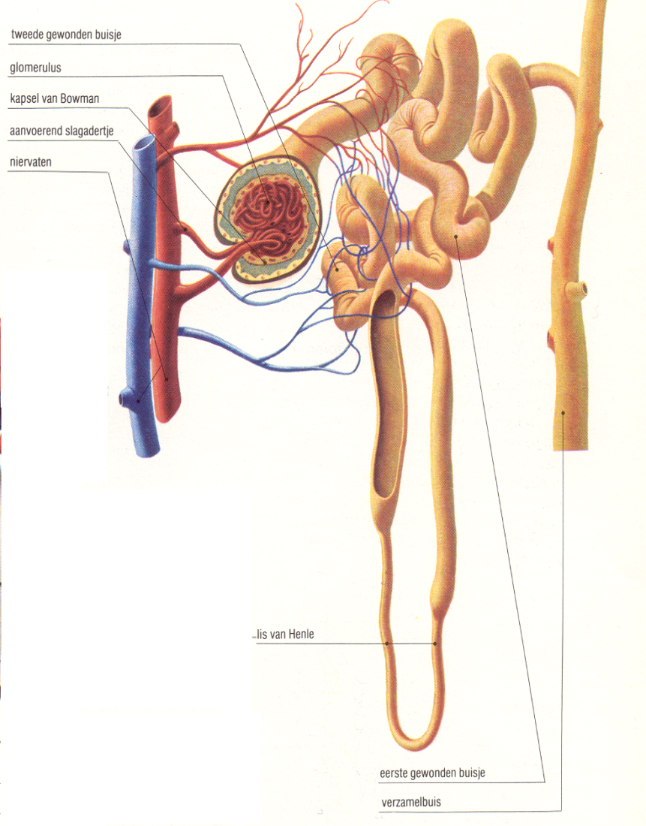 tweede gewonden buisje
glomerulus
kapsel van Bowman
aanvoerend slagadertje
niervaten
lis van Henle
eerste gewonden buisje
verzamelbuis